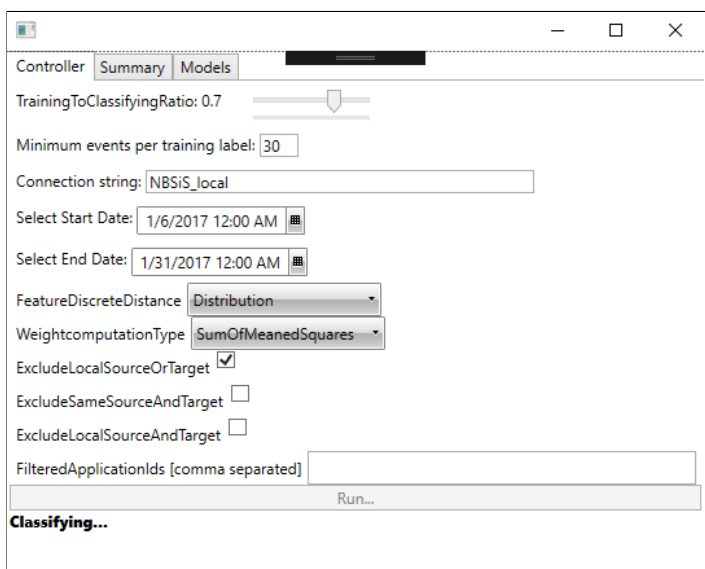 Controller Summary Models
TrainingToClassifyingRatio: 0.7
Minimum events per training label: 30
Connection string: NBSiS_local
Select Start Date: 1/6/2017 12:00 AM
Select End Date: 1/31/2017 12:00 AM
FeatureDiscreteDistance Distribution
WeightcomputationType SumOfMeanedSquares
ExcludeLocalSourceOrTarget
ExcludeSameSourceAndTarget
ExcludeLocalSourceAndTarget
FilteredApplicationIds [comma separated]
Run...
Classifying...